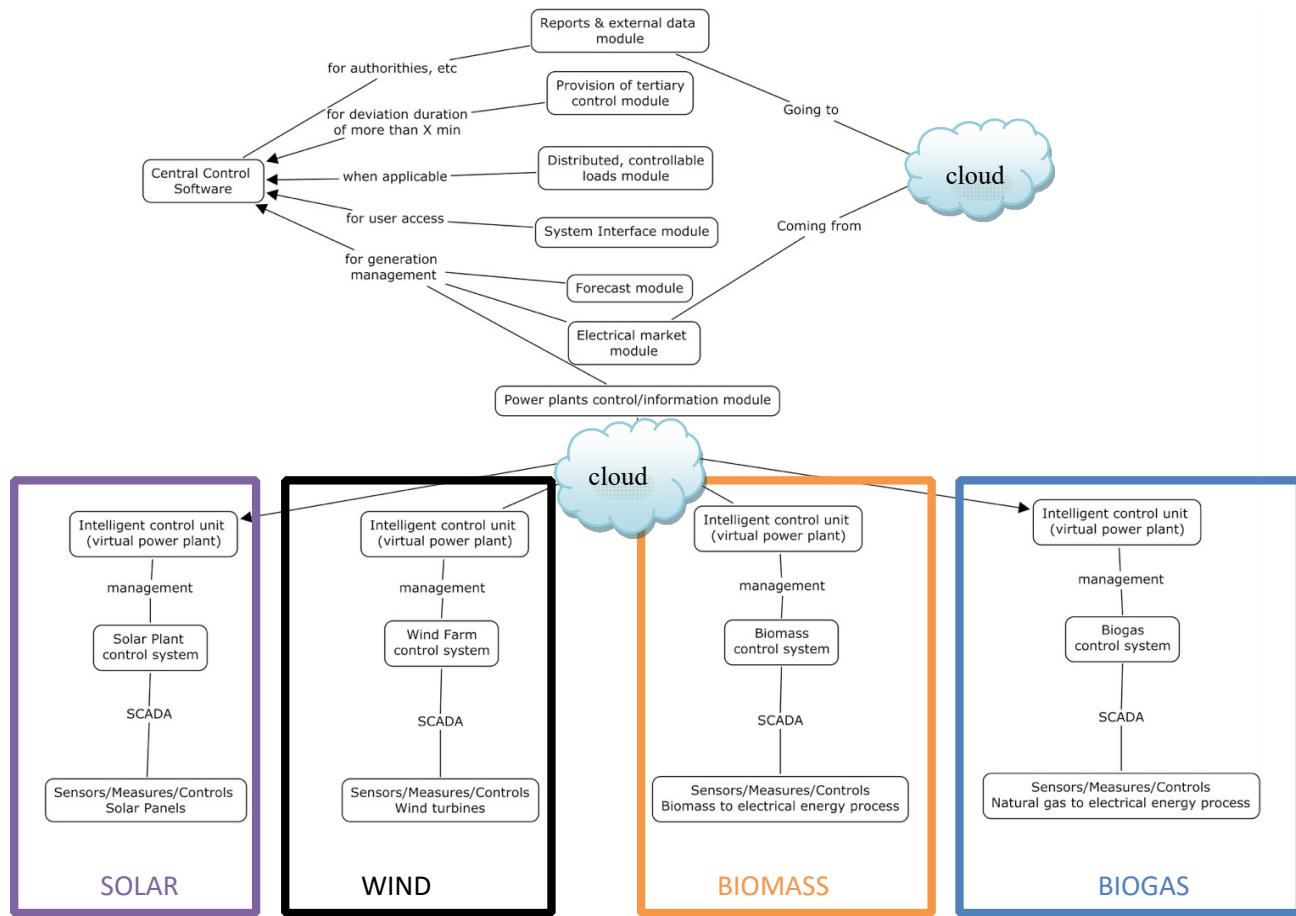 Reports & external data
module
for authorithies, etc
Provision of tertiary
control module
Going to
for deviation duration
of more than X min
Distributed, controllable
loads module
Central Control
Software
when applicable
cloud
for user access
System Interface module
Coming from
for generation
management
Forecast module
Electrical market
module
Power plants control/information module
cloud
Intelligent control unit
(virtual power plant)
management
Solar Plant
control system
SCADA
Sensors/Measures/Controls
Solar Panels
SOLAR
Intelligent control unit
(virtual power plant)
management
Wind Farm
control system
SCADA
Sensors/Measures/Controls
Wind turbines
WIND
Intelligent control unit
(virtual power plant)
management
Biomass
control system
SCADA
Sensors/Measures/Controls
Biomass to electrical energy process
BIOMASS
Intelligent control unit
(virtual power plant)
management
Biogas
control system
SCADA
Sensors/Measures/Controls
Natural gas to electrical energy process
BIOGAS